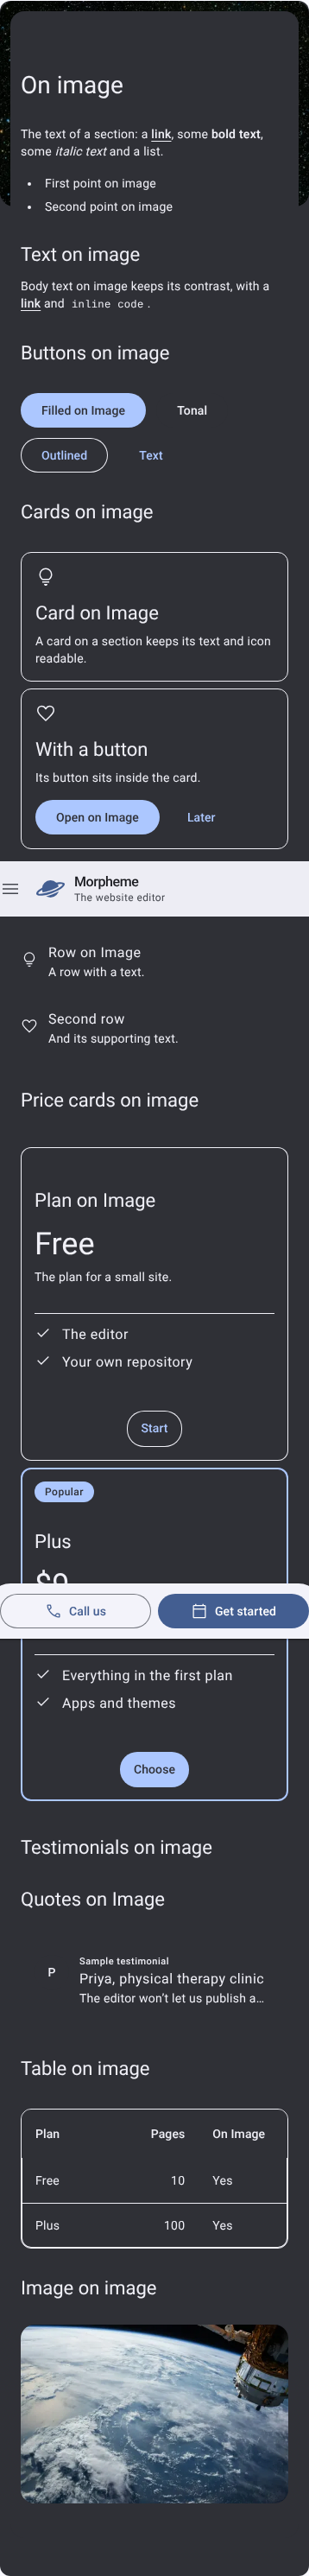 On image
The text of a section: a link, some bold text,
some italic text and a list.
• First point on image
• Second point on image
Text on image
Body text on image keeps its contrast, with a
link and inline code .
Buttons on image
Filled on Image
Tonal
Outlined
Text
Cards on image
Card on Image
A card on a section keeps its text and icon
readable.
With a button
Its button sits inside the card.
Open on Image
Later
Morpheme
The website editor
Row on Image
A row with a text.
Second row
And its supporting text.
Price cards on image
Plan on Image
Free
The plan for a small site.
The editor
Your own repository
Start
Popular
Plus
Call us
Get started
Everything in the first plan
Apps and themes
Choose
Testimonials on image
Quotes on Image
Sample testimonial
P
Priya, physical therapy clinic
The editor won’t let us publish a…
Table on image
Plan Pages On Image
Free 10 Yes
Plus 100 Yes
Image on image